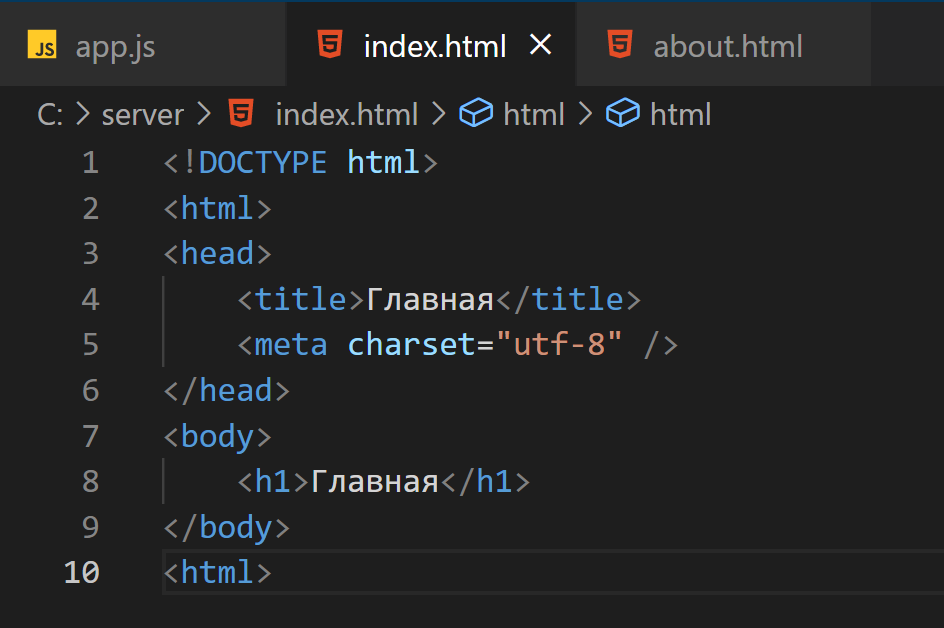 JS app.js index.html × about.html
C: > server > index.html > html > html
1 <!DOCTYPE html>
2 <html>
3 <head>
4 <title>Главная</title>
5 <meta charset="utf-8" />
6 </head>
7 <body>
8 <h1>Главная</h1>
9 </body>
10 <html>